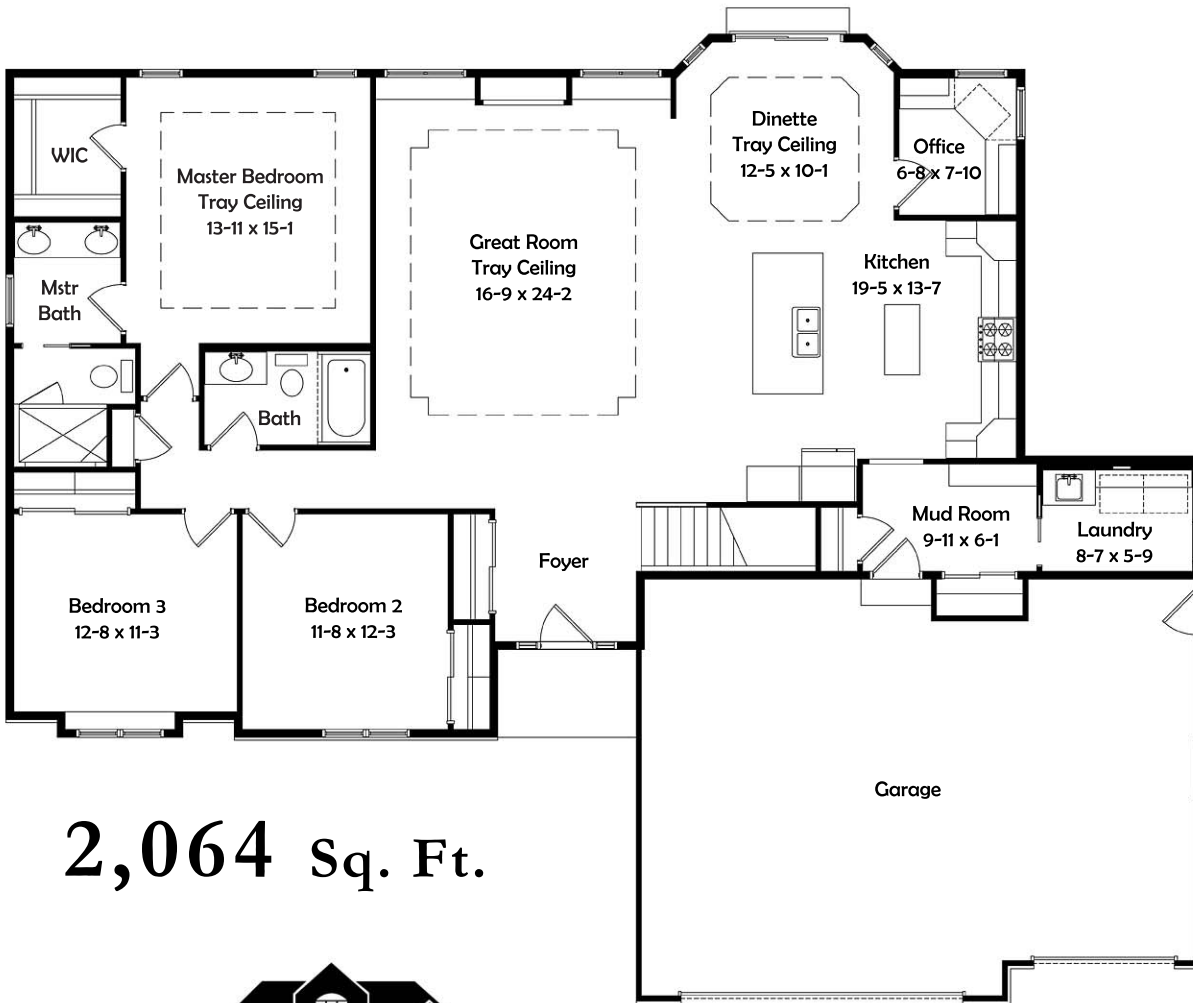 WIC
Master Bedroom
Tray Ceiling
13-11 x 15-1
Great Room
Tray Ceiling
16-9 x 24-2
Dinette
Tray Ceiling
12-5 x 10-1
Office
6-8 x 7-10
Kitchen
19-5 x 13-7
Mstr
Bath
Bath
Mud Room
9-11 x 6-1
Laundry
8-7 x 5-9
Foyer
Bedroom 3
12-8 x 11-3
Bedroom 2
11-8 x 12-3
Garage
2,064 Sq. Ft.